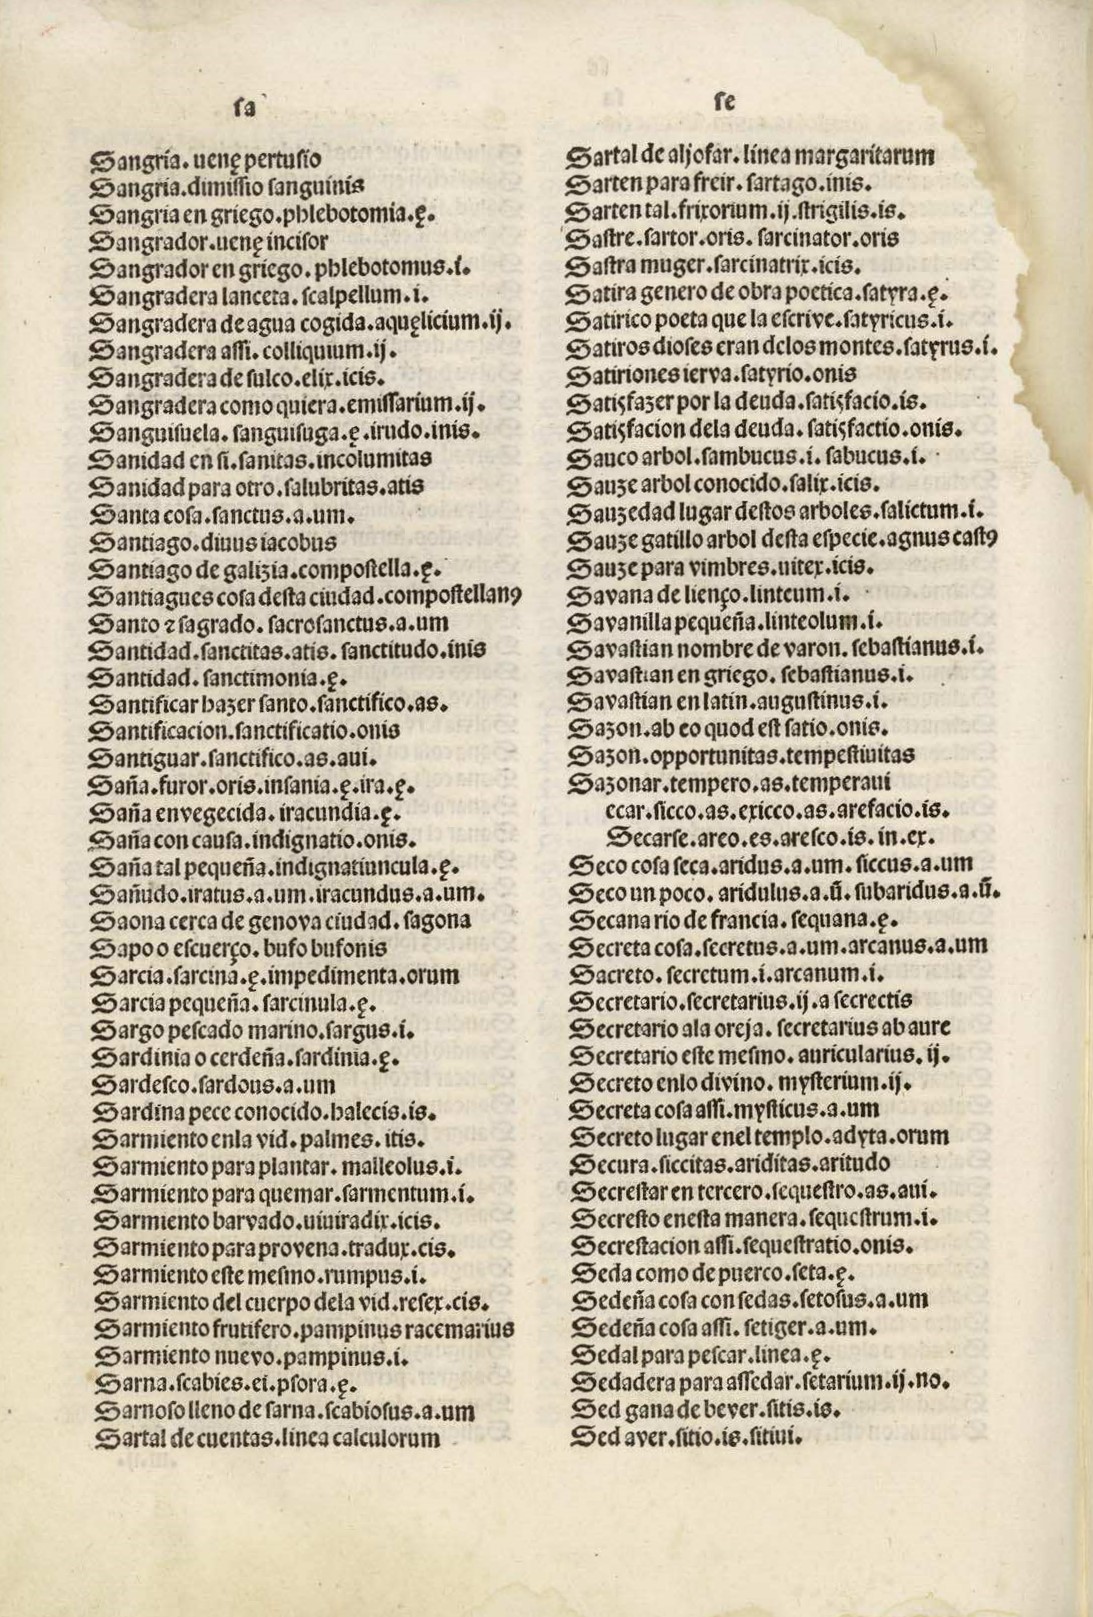 sa
Sangria. uenę pertusio
Sangria. dimissio sanguinis
Sangria en griego. phlebotomia. ę.
Sangrador. uenę incisor
Sangrador en griego. phlebotomus. i.
Sangradera lanceta. scalpellum. i.
Sangradera de agua cogida. aquęlicium. ij.
Sangradera assi. colliquium. ij.
Sangradera de sulco. elix. icis.
Sangradera como quiera. emissarium. ij.
Sanguisuela. sanguisuga. ę. irudo. inis.
Sanidad en si. sanitas. incolumitas
Sanidad para otro. salubritas. atis
Santa cosa. sanctus. a. um.
Santiago. diuus iacobus
Santiago de galizia. compostella. ę.
Santiagues cosa desta ciudad. compostellanꝰ
Santo ⁊ sagrado. sacrosanctus. a. um
Santidad. sanctitas. atis. sanctitudo. inis
Santidad. sanctimonia. ę.
Santificar hazer santo. sanctifico. as.
Santificacion. sanctificatio. onis
Santiguar. sanctifico. as. aui.
Saña. furor. oris. insania. ę. ira. ę.
Saña envegecida. iracundia. ę.
Saña con causa. indignatio. onis.
Saña tal pequeña. indignatiuncula. ę.
Sañudo. iratus. a. um. iracundus. a. um.
Saona cerca de genova ciudad. sagona
Sapo o escuerço. bufo bufonis
Sarcia. sarcina. ę. impedimenta. orum
Sarcia pequeña. sarcinula. ę.
Sargo pescado marino. sargus. i.
Sardinia o cerdeña. sardinia. ę.
Sardesco. sardous. a. um
Sardina pece conocido. halecis. is.
Sarmiento enla vid. palmes. itis.
Sarmiento para plantar. malleolus. i.
Sarmiento para quemar. sarmentum. i.
Sarmiento barvado. uiuiradix. icis.
Sarmiento para provena. tradux. cis.
Sarmiento este mesmo. rumpus. i.
Sarmiento del cuerpo dela vid. resex. cis.
Sarmiento frutifero. pampinus racemarius
Sarmiento nuevo. pampinus. i.
Sarna. scabies. ei. psora. ę.
Sarnoso lleno de sarna. scabiosus. a. um
Sartal de cuentas. linea calculorum
se
Sartal de aljofar. linea margaritarum
Sarten para freir. sartago. inis.
Sarten tal. frixorium. ij. strigilis. is.
Sastre. sartor. oris. sarcinator. oris
Sastra muger. sarcinatrix. icis.
Satira genero de obra poetica. satyra. ę.
Satirico poeta que la escrive. satyricus. i.
Satiros dioses eran delos montes. satyrus. i.
Satiriones ierva. satyrio. onis
Satiſfazer por la deuda. satiſfacio. is.
Satiſfacion dela deuda. satiſfactio. onis.
Sauco arbol. sambucus. i. sabucus. i.
Sauze arbol conocido. salix. icis.
Sauzedad lugar destos arboles. salictum. i.
Sauze gatillo arbol desta especie. agnus castꝰ
Sauze para vimbres. uitex. icis.
Savana de lienço. linteum. i.
Savanilla pequeña. linteolum. i.
Savastian nombre de varon. sebastianus. i.
Savastian en griego. sebastianus. i.
Savastian en latin. augustinus. i.
Sazon. ab eo quod est satio. onis.
Sazon. opportunitas. tempestiuitas
Sazonar. tempero. as. temperaui
ecar. sicco. as. exicco. as. arefacio. is.
Secarse. areo. es. aresco. is. in. ex.
Seco cosa seca. aridus. a. um. siccus. a. um
Seco un poco. aridulus. a. ū. subaridus. a. ū.
Secana rio de francia. sequana. ę.
Secreta cosa. secretus. a. um. arcanus. a. um
Sacreto. secretum. i. arcanum. i.
Secretario. secretarius. ij. a secrectis
Secretario ala oreja. secretarius ab aure
Secretario este mesmo. auricularius. ij.
Secreto enlo divino. mysterium. ij.
Secreta cosa assi. mysticus. a. um
Secreto lugar enel templo. adyta. orum
Secura. siccitas. ariditas. aritudo
Secrestar en tercero. sequestro. as. aui.
Secresto enesta manera. sequestrum. i.
Secrestacion assi. sequestratio. onis.
Seda como de puerco. seta. ę.
Sedeña cosa con sedas. setosus. a. um
Sedeña cosa assi. setiger. a. um.
Sedal para pescar. linea. ę.
Sedadera para assedar. setarium. ij. no.
Sed gana de bever. sitis. is.
Sed aver. sitio. is. sitiui.